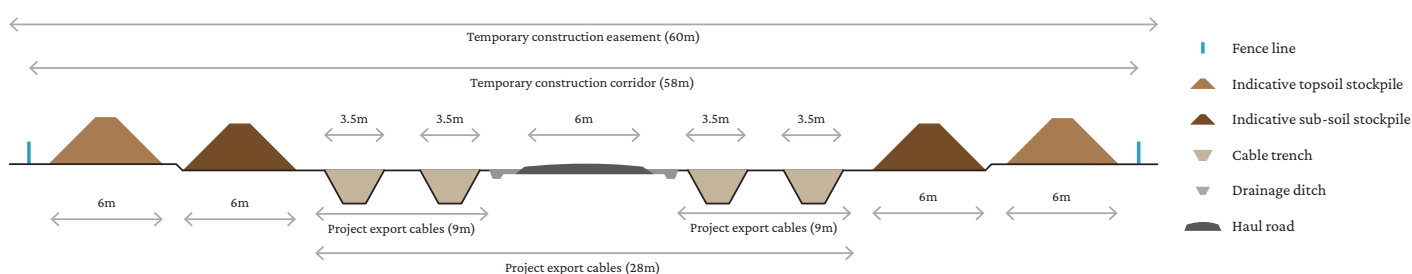 Temporary construction easement (60m)
Temporary construction corridor (58m)
3.5m
3.5m
6m
3.5m
3.5m
6m
6m
6m
6m
Project export cables (9m)
Project export cables (9m)
Project export cables (28m)
Fence line
Indicative topsoil stockpile
Indicative sub-soil stockpile
Cable trench
Drainage ditch
Haul road